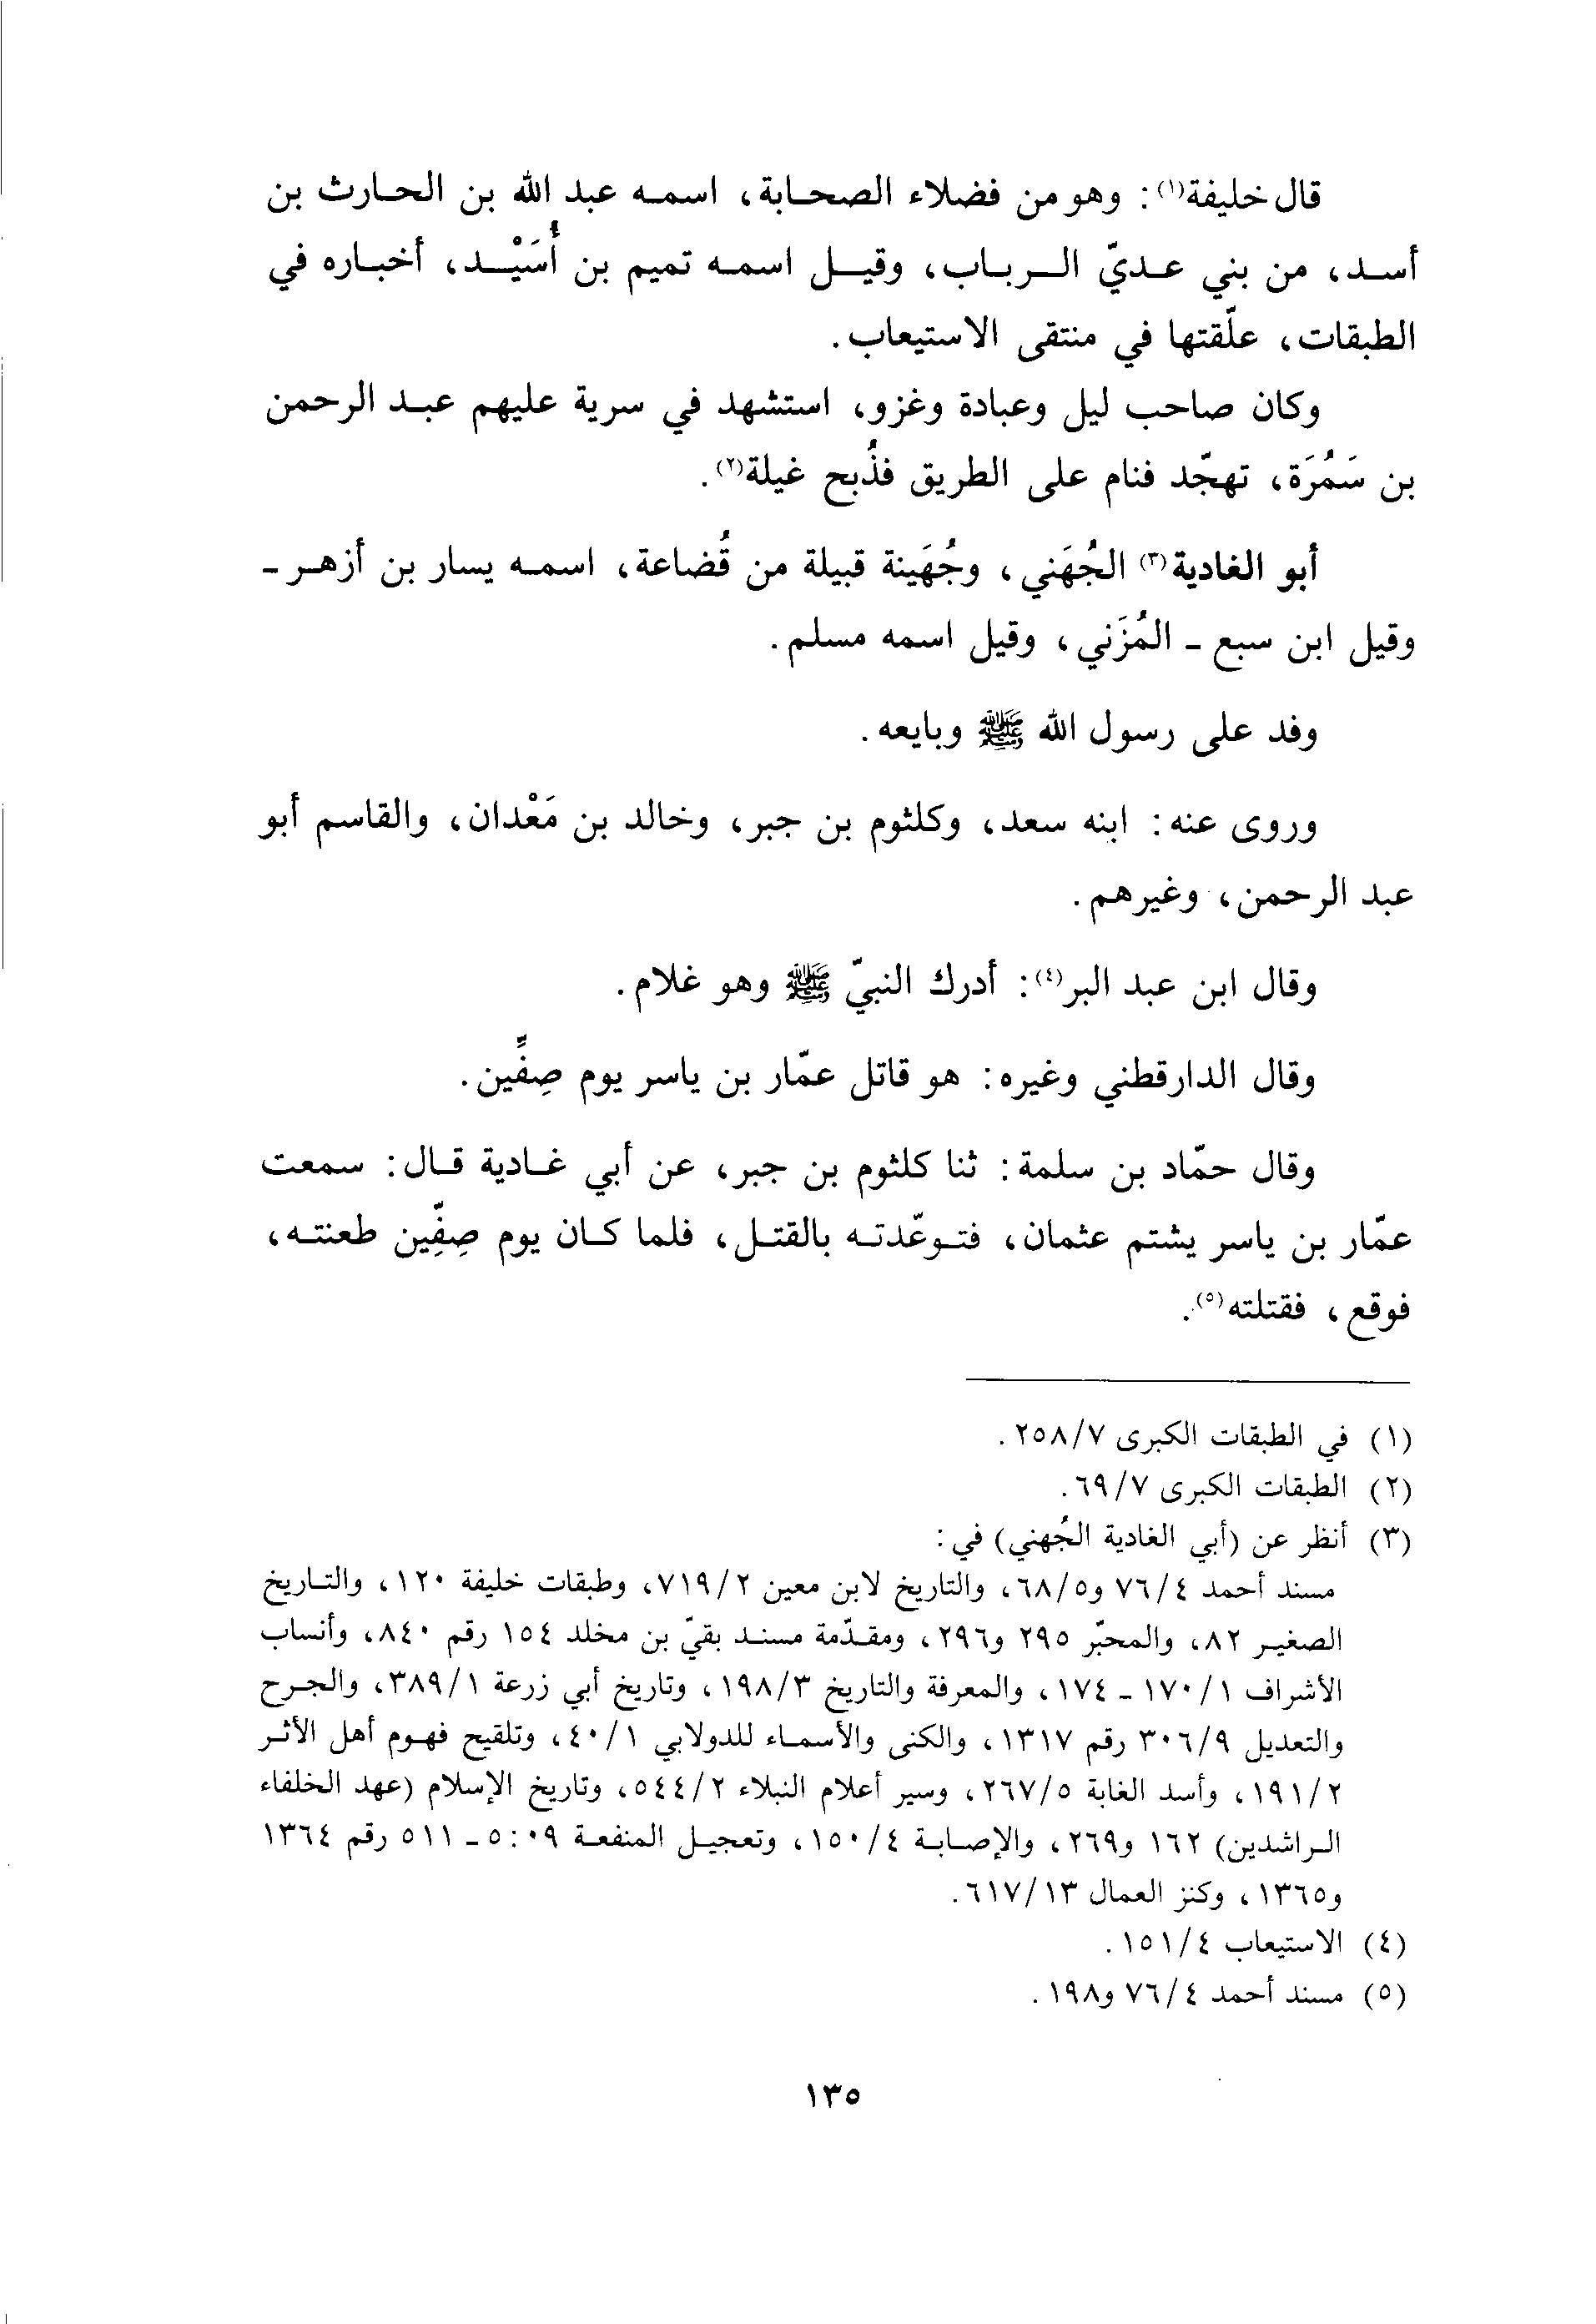 قال خليفة(١): وهو من فضلاء الصحابة، اسمه عبد الله بن الحارث بن
أسد، من بني عديّ الرباب، وقيل اسمه تميم بن أُسَيْد، أخباره في
الطبقات، علّقتها في منتقى الاستيعاب.
وكان صاحب ليل وعبادة وغزو، استشهد في سرية عليهم عبد الرحمن
بن سَمُرَة، تهجّد فنام على الطريق فذُبح غيلة(٢).
أبو الغادية(٣) الجُهَني، وجُهَينة قبيلة من قُضاعة، اسمه يسار بن أزهر -
وقيل ابن سبع - المُزَني، وقيل اسمه مسلم.
وفد على رسول الله ﷺ وبايعه.
وروى عنه: ابنه سعد، وكلثوم بن جبر، وخالد بن مَعْدان، والقاسم أبو
عبد الرحمن، وغيرهم.
وقال ابن عبد البر(٤): أدرك النبيّ ﷺ وهو غلام.
وقال الدارقطني وغيره: هو قاتل عمّار بن ياسر يوم صِفِّين.
وقال حمّاد بن سلمة: ثنا كلثوم بن جبر، عن أبي غادية قال: سمعت
عمّار بن ياسر يشتم عثمان، فتوعّدته بالقتل، فلما كان يوم صِفِّين طعنته،
فوقع، فقتلته(٥).
(١) في الطبقات الكبرى ٢٥٨/٧.
(٢) الطبقات الكبرى ٦٩/٧.
(٣) أنظر عن (أبي الغادية الجُهني) في:
مسند أحمد ٧٦/٤ و٦٨/٥، والتاريخ لابن معين ٧١٩/٢، وطبقات خليفة ١٢٠، والتاريخ
الصغير ٨٢، والمحبّر ٢٩٥ و٢٩٦، ومقدّمة مسند بقيّ بن مخلد ١٥٤ رقم ٨٤٠، وأنساب
الأشراف ١٧٠/١ - ١٧٤، والمعرفة والتاريخ ١٩٨/٣، وتاريخ أبي زرعة ٣٨٩/١، والجرح
والتعديل ٣٠٦/٩ رقم ١٣١٧، والكنى والأسماء للدولابي ٤٠/١، وتلقيح فهوم أهل الأثر
١٩١/٢، وأسد الغابة ٢٦٧/٥، وسير أعلام النبلاء ٥٤٤/٢، وتاريخ الإسلام (عهد الخلفاء
الراشدين) ١٦٢ و٢٦٩، والإصابة ١٥٠/٤، وتعجيل المنفعة ٥:٠٩ - ٥١١ رقم ١٣٦٤
و١٣٦٥، وكنز العمال ٦١٧/١٣.
(٤) الاستيعاب ١٥١/٤.
(٥) مسند أحمد ٧٦/٤ و١٩٨.
١٣٥